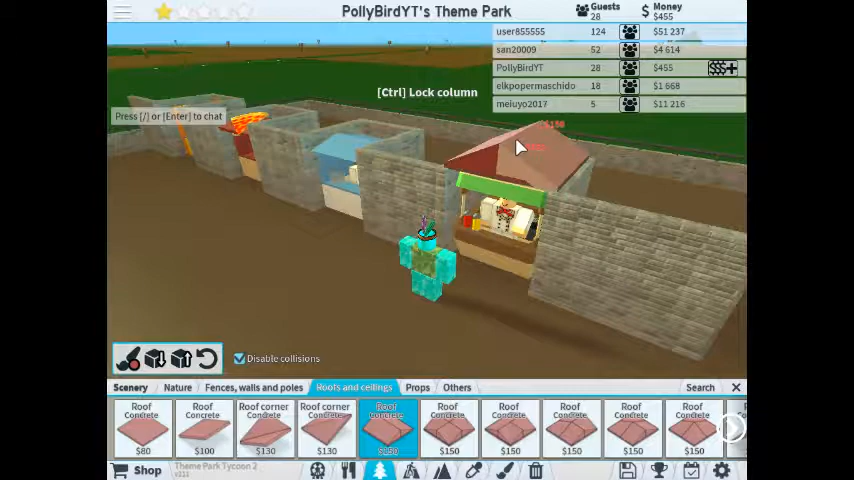 PollyBirdYT's Theme Park
Guests
28
Money
$455
user855555 124 $51 237
san20009 52 $4 614
PollyBirdYT 28 $455 $$$+
elkpopermaschido 18 $1 668
meluyo2017 5 $11 216
[Ctrl] Lock column
Press [/] or [Enter] to chat
Disable collisions
Scenery Nature Fences, walls and poles Roofs and ceilings Props Others Search
Roof Concrete $80
Roof Concrete $100
Roof corner Concrete $130
Roof corner Concrete $130
Roof Concrete $150
Roof Concrete $150
Roof Concrete $150
Roof Concrete $150
Roof Concrete $150
Roof Concrete $150
Shop
Theme Park Tycoon 2